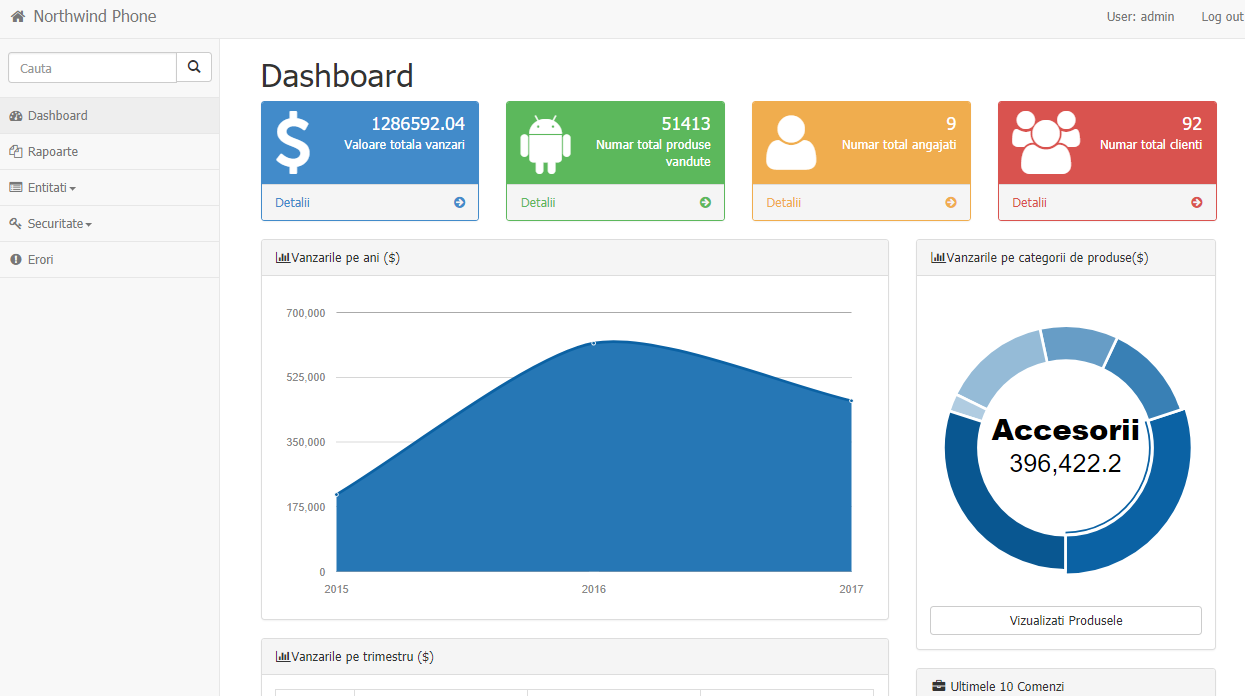 Northwind Phone
User: admin
Log out
Cauta
Dashboard
Rapoarte
Entitati
Securitate
Erori
Dashboard
1286592.04
Valoare totala vanzari
Detalii
51413
Numar total produse
vandute
Detalii
9
Numar total angajati
Detalii
92
Numar total clienti
Detalii
Vanzarile pe ani ($)
700,000
525,000
350,000
175,000
0
2015
2016
2017
Vanzarile pe categorii de produse($)
Accesorii
396,422.2
Vizualizati Produsele
Vanzarile pe trimestru ($)
Ultimele 10 Comenzi